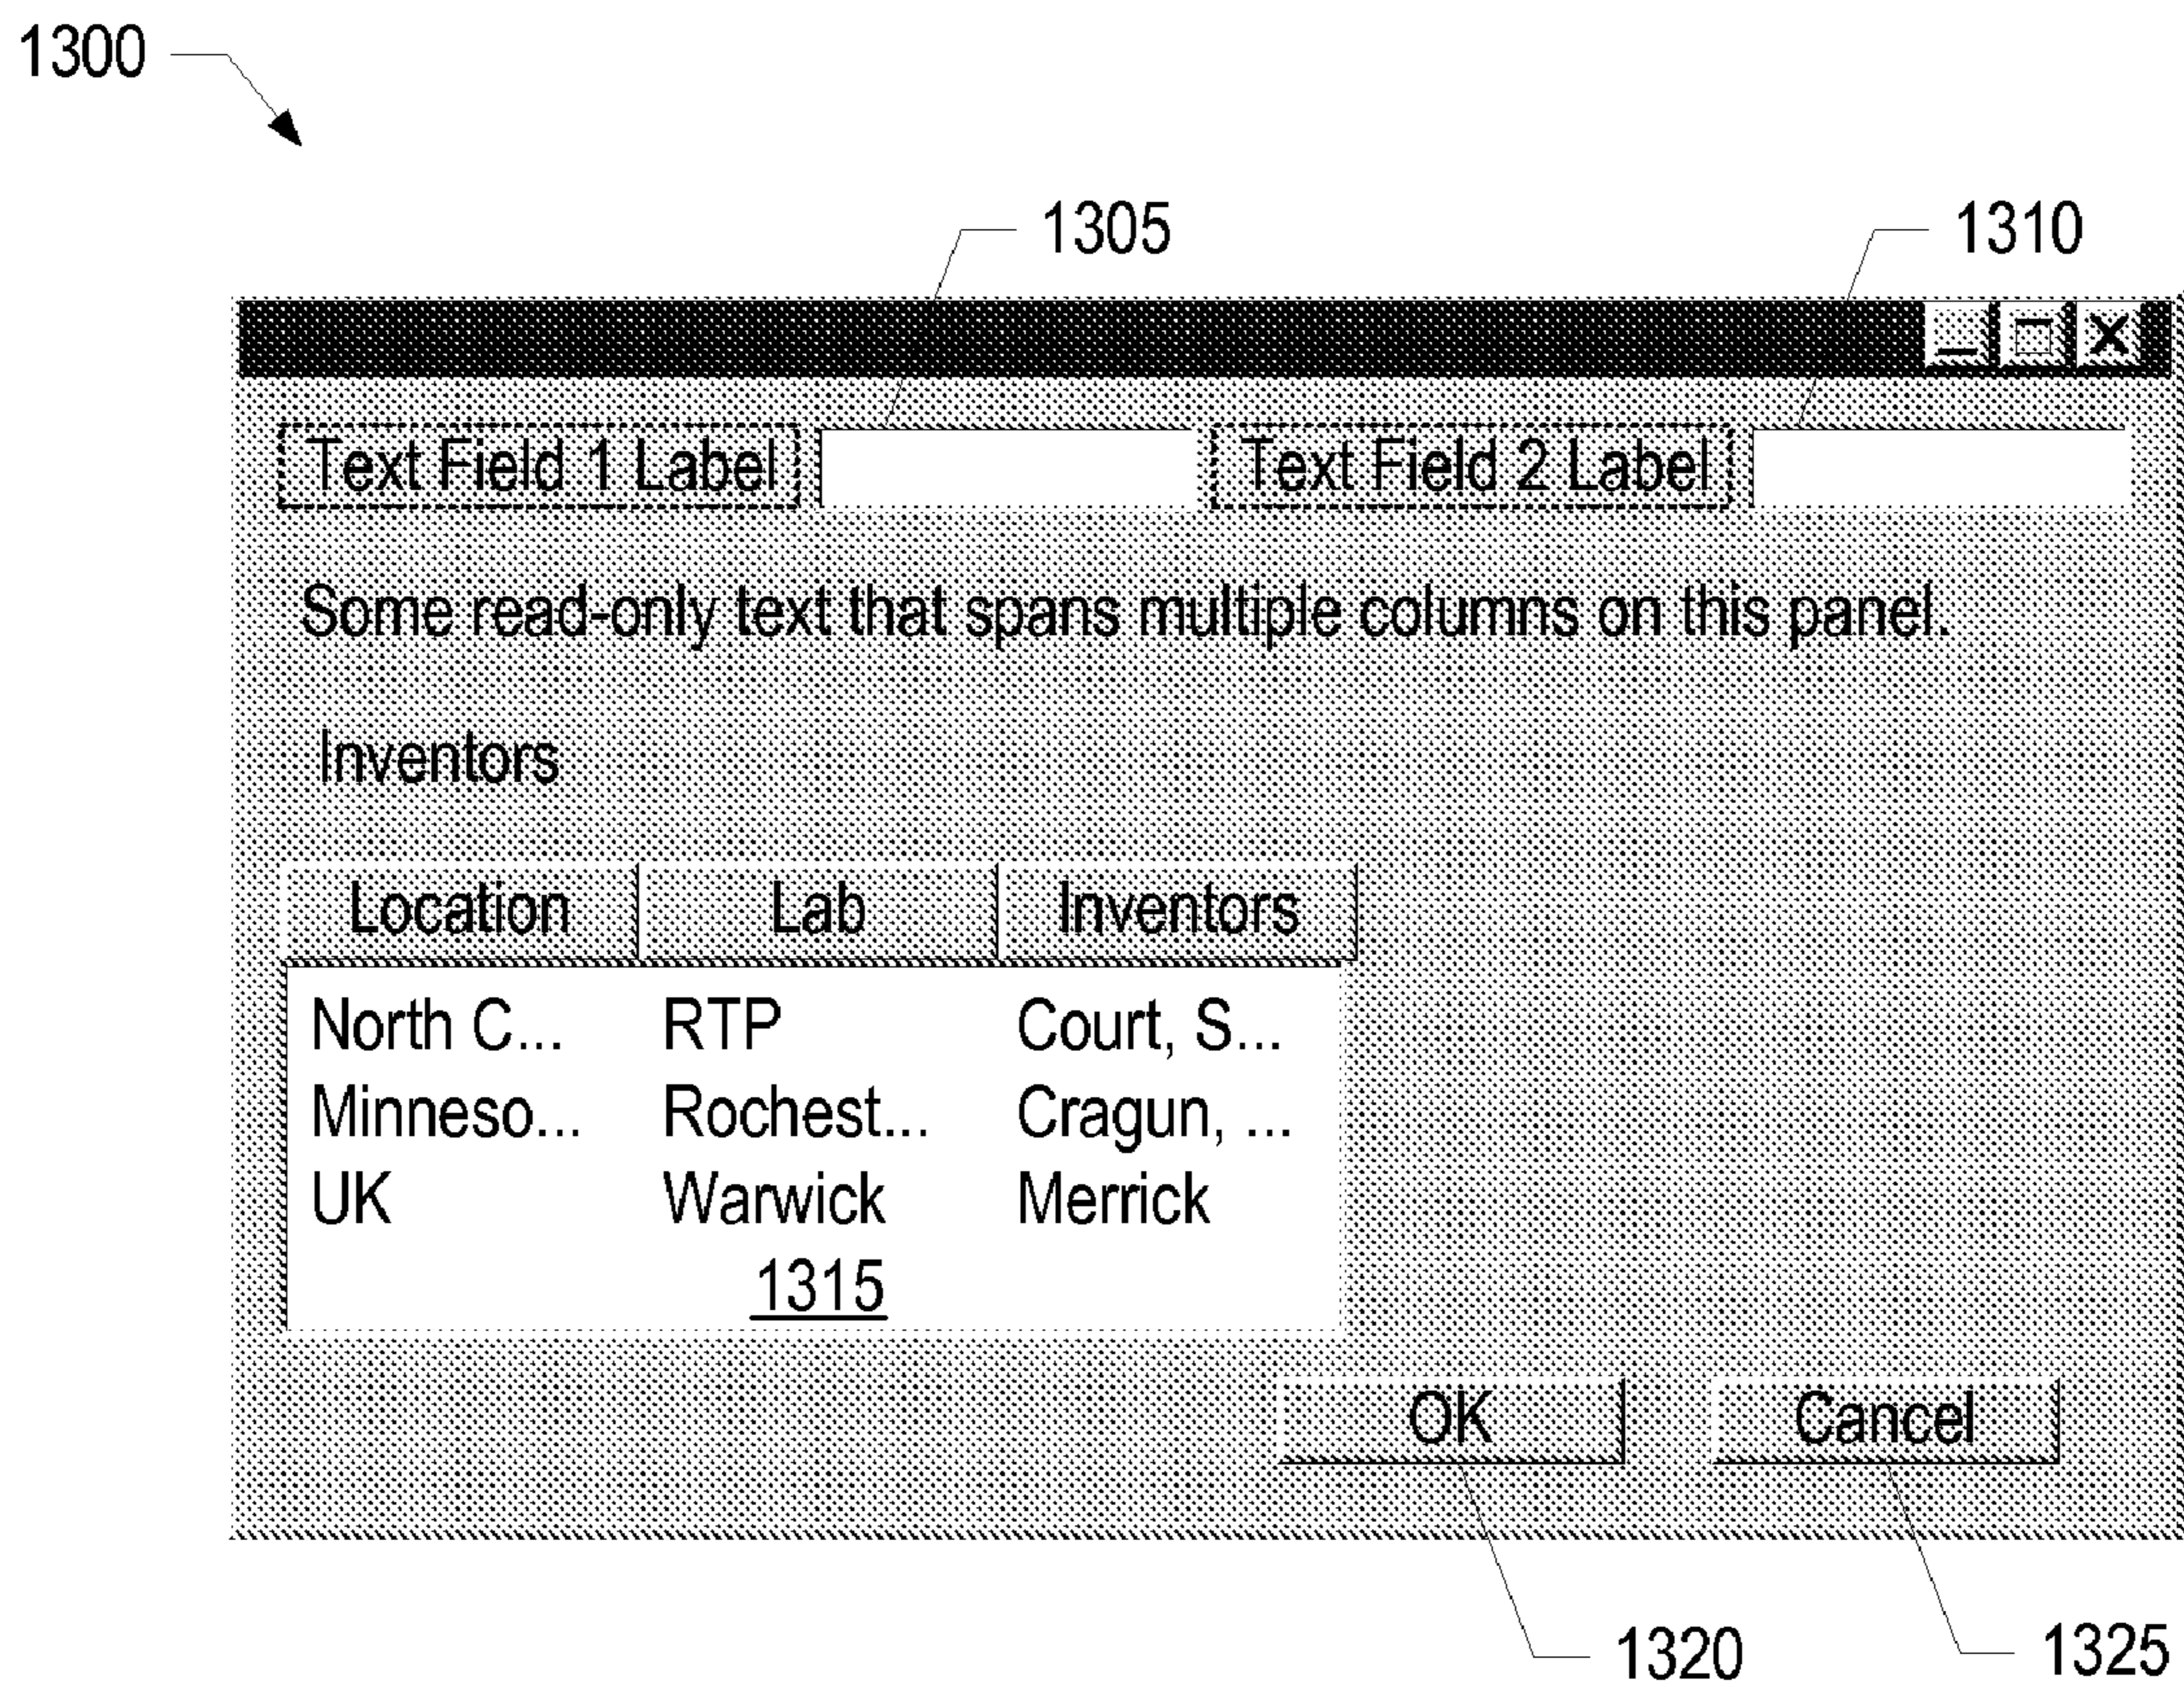 1300
1305 1310
Text Field 1 Label Text Field 2 Label
Some read-only text that spans multiple columns on this panel.
Inventors
Location Lab Inventors
North C... RTP Court, S...
Minneso... Rochest... Cragun, ...
UK Warwick Merrick
1315
OK Cancel
1320 1325